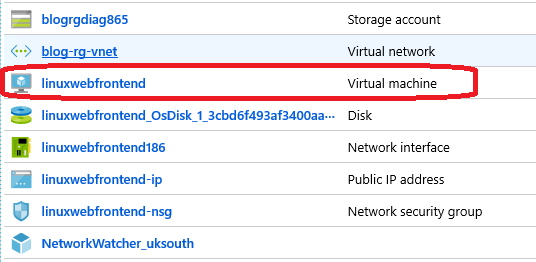 blogrgdiag865 Storage account
blog-rg-vnet Virtual network
linuxwebfrontend Virtual machine
linuxwebfrontend_OsDisk_1_3cbd6f493af3400aa··· Disk
linuxwebfrontend186 Network interface
linuxwebfrontend-ip Public IP address
linuxwebfrontend-nsg Network security group
NetworkWatcher_uksouth